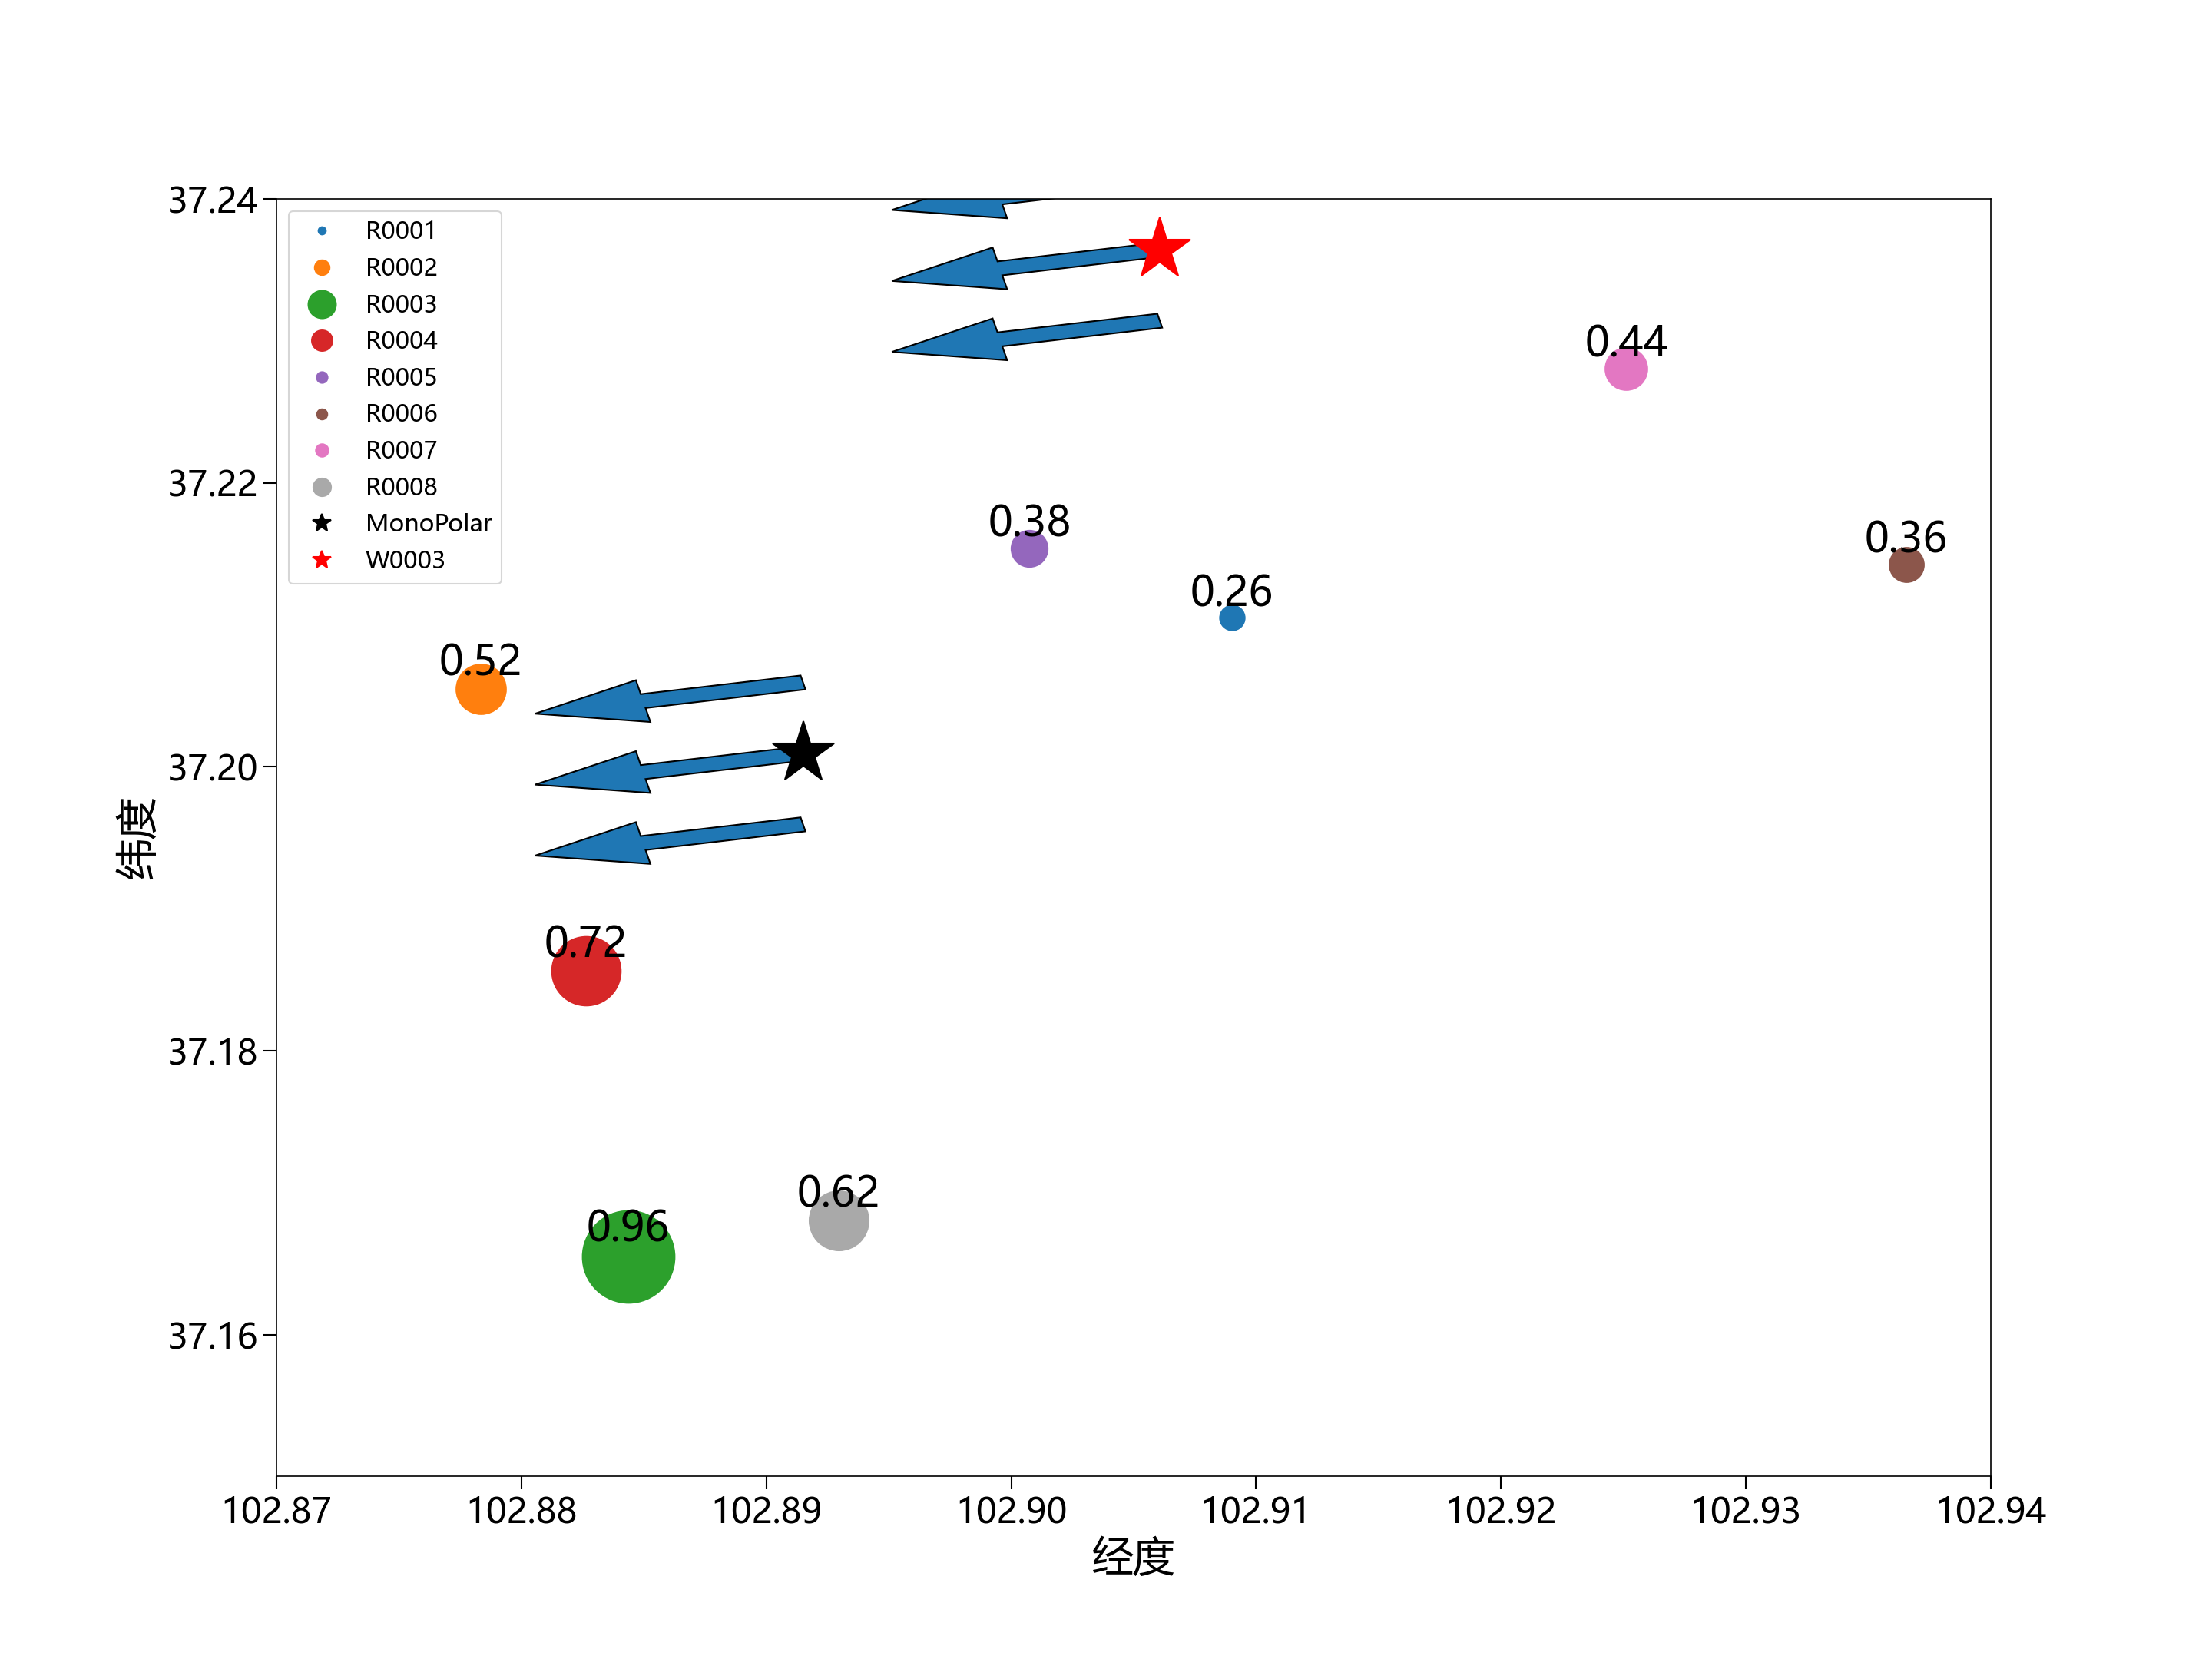 37.24
R0001
R0002
R0003
R0004
R0005
R0006
R0007
R0008
MonoPolar
W0003
0.44
37.22
0.38
0.36
0.26
0.52
37.20
纬度
0.72
37.18
0.62
0.96
37.16
102.87 102.88 102.89 102.90 102.91 102.92 102.93 102.94
经度